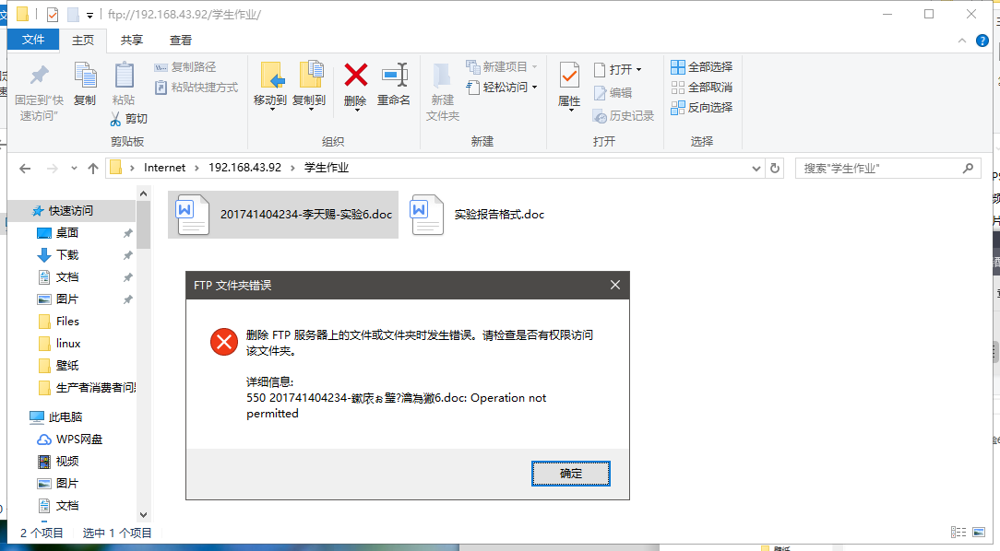 ftp://192.168.43.92/学生作业/
文件 主页 共享 查看
固定到"快速访问"
复制
粘贴
复制路径
粘贴快捷方式
剪切
剪贴板
移动到 复制到 删除 重命名
组织
新建文件夹
新建项目
轻松访问
新建
属性
打开
编辑
历史记录
打开
全部选择
全部取消
反向选择
选择
Internet > 192.168.43.92 > 学生作业
搜索"学生作业"
快速访问
桌面
下载
文档
图片
Files
linux
壁纸
生产者消费者问
此电脑
WPS网盘
视频
图片
文档
201741404234-李天赐-实验6.doc
实验报告格式.doc
FTP 文件夹错误
删除 FTP 服务器上的文件或文件夹时发生错误。请检查是否有权限访问
该文件夹。
详细信息:
550 201741404234-
6.doc: Operation not
permitted
确定
2 个项目 选中 1 个项目
壁纸